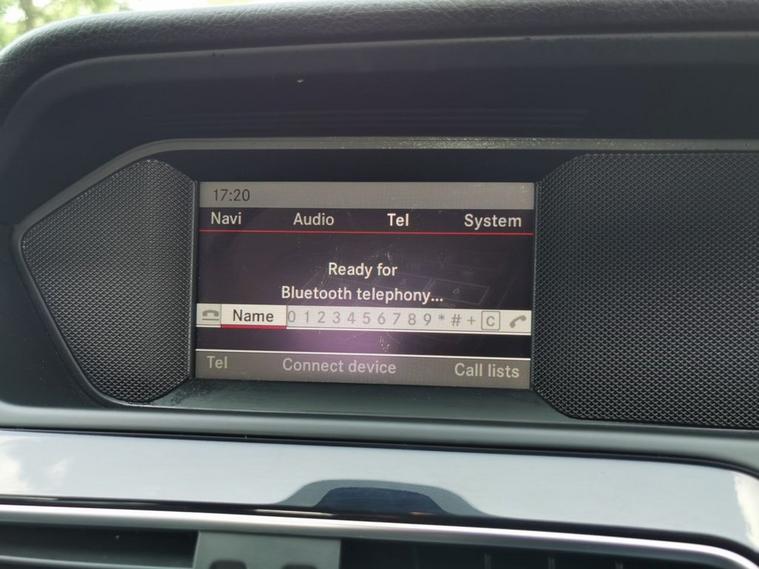 17:20
Navi Audio Tel System
Ready for
Bluetooth telephony...
Name 0 1 2 3 4 5 6 7 8 9 * # + C
Tel Connect device Call lists